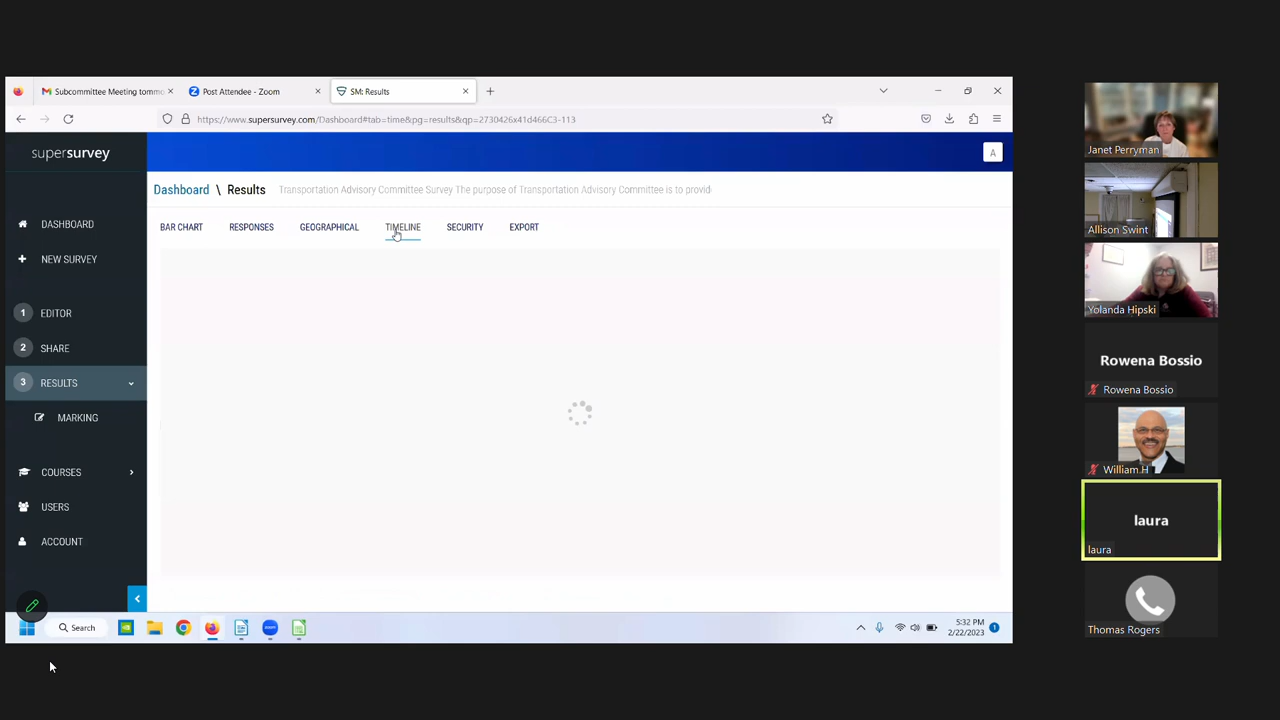 Subcommittee Meeting tommo
Post Attendee - Zoom
SM: Results
https://www.supersurvey.com/Dashboard#tab=time&pg=results&qp=2730426x41d466C3-113
supersurvey
A
Dashboard \ Results Transportation Advisory Committee Survey The purpose of Transportation Advisory Committee is to provid
BAR CHART RESPONSES GEOGRAPHICAL TIMELINE SECURITY EXPORT
DASHBOARD
NEW SURVEY
1 EDITOR
2 SHARE
3 RESULTS
MARKING
COURSES
USERS
ACCOUNT
Search
5:32 PM
2/22/2023
1
Janet Perryman
Allison Swint
Yolanda Hipski
Rowena Bossio
Rowena Bossio
William.H
laura
laura
Thomas Rogers